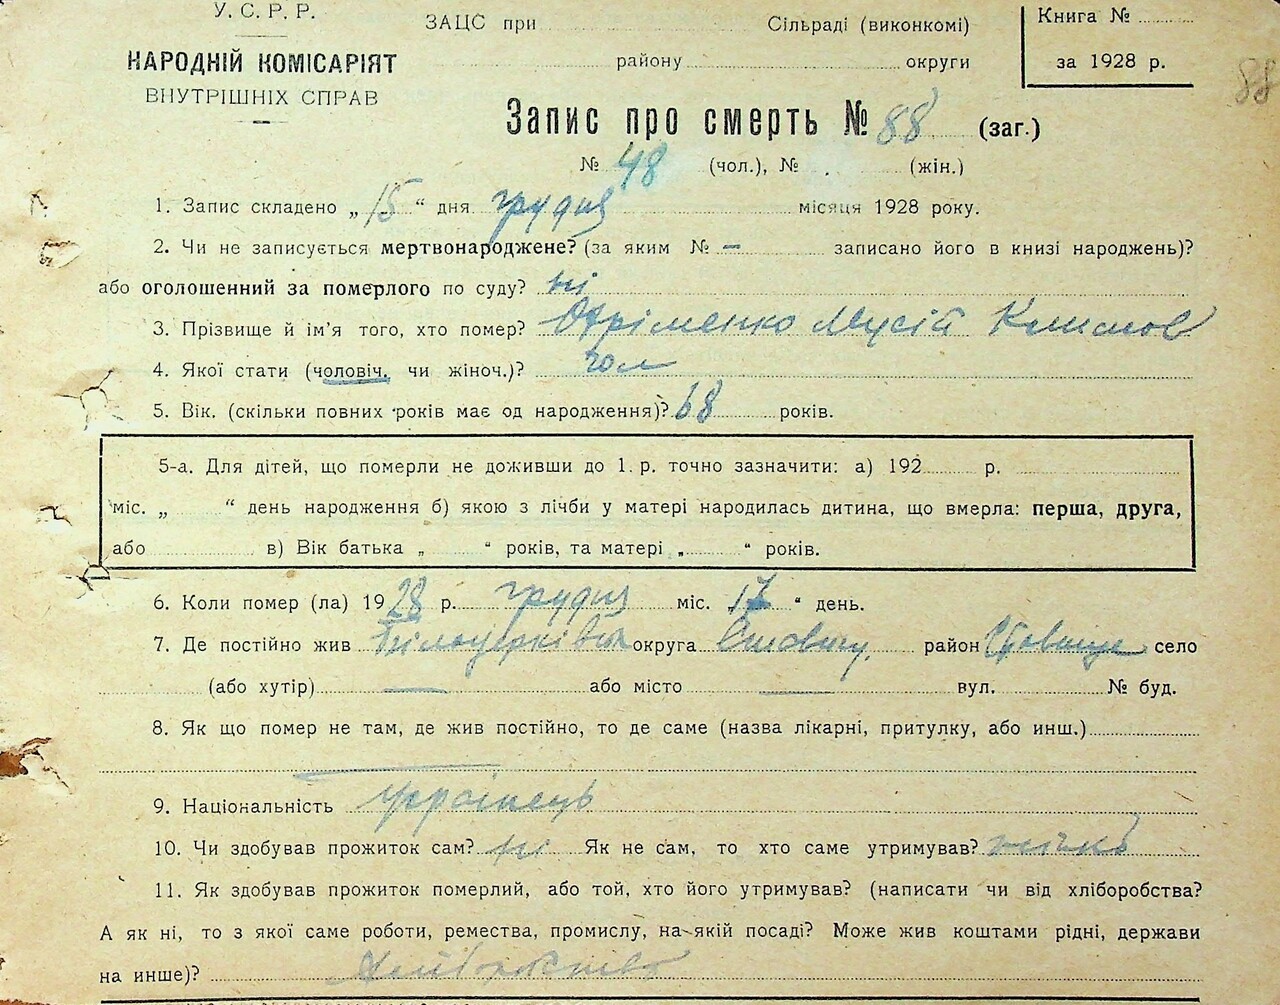 У. С. Р. Р.
НАРОДНІЙ КОМІСАРІЯТ
ВНУТРІШНІХ СПРАВ
ЗАЦС при Сільраді (виконкомі)
району округи
Книга №
за 1928 р.
88
Запис про смерть № 88 (заг.)
№ 48 (чол.), № (жін.)
1. Запис складено „15“ дня грудня місяця 1928 року.
2. Чи не записується мертвонароджене? (за яким № – записано його в книзі народжень)?
або оголошенний за померлого по суду? ні
3. Прізвище й ім'я того, хто помер? Мусій Климов
4. Якої стати (чоловіч. чи жіноч.)? чол
5. Вік. (скільки повних років має од народження)? 68 років.
5-а. Для дітей, що померли не доживши до 1. р. точно зазначити: а) 192 р.
міс. „ “ день народження б) якою з лічби у матері народилась дитина, що вмерла: перша, друга,
або в) Вік батька „ “ років, та матері „ “ років.
6. Коли помер (ла) 1928 р. грудня міс. „ “ день.
7. Де постійно жив Білоцерківськ округа район Ставище село
(або хутір) — або місто — вул. № буд.
8. Як що помер не там, де жив постійно, то де саме (назва лікарні, притулку, або инш.)
—
9. Національність Українець
10. Чи здобував прожиток сам? ні Як не сам, то хто саме утримував?
11. Як здобував прожиток померлий, або той, хто його утримував? (написати чи від хліборобства?
А як ні, то з якої саме роботи, ремества, промислу, на якій посаді? Може жив коштами рідні, держави
на инше)?